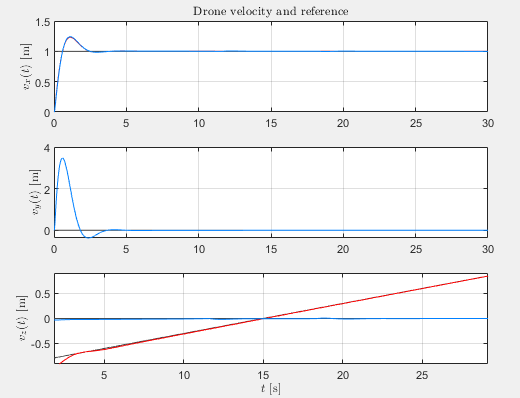 Drone velocity and reference
1.5
1
0.5
0
v_x(t) [m]
0 5 10 15 20 25 30
4
2
0
v_y(t) [m]
0 5 10 15 20 25 30
0.5
0
-0.5
v_z(t) [m]
5 10 15 20 25
t [s]